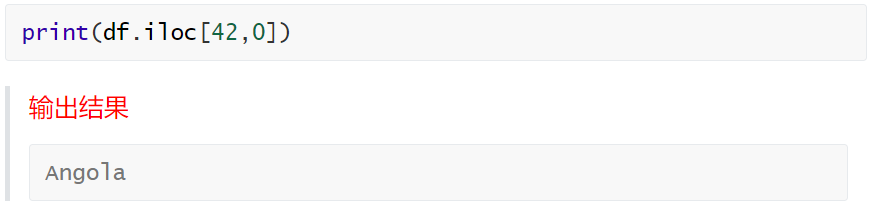 print(df.iloc[42,0])
输出结果
Angola